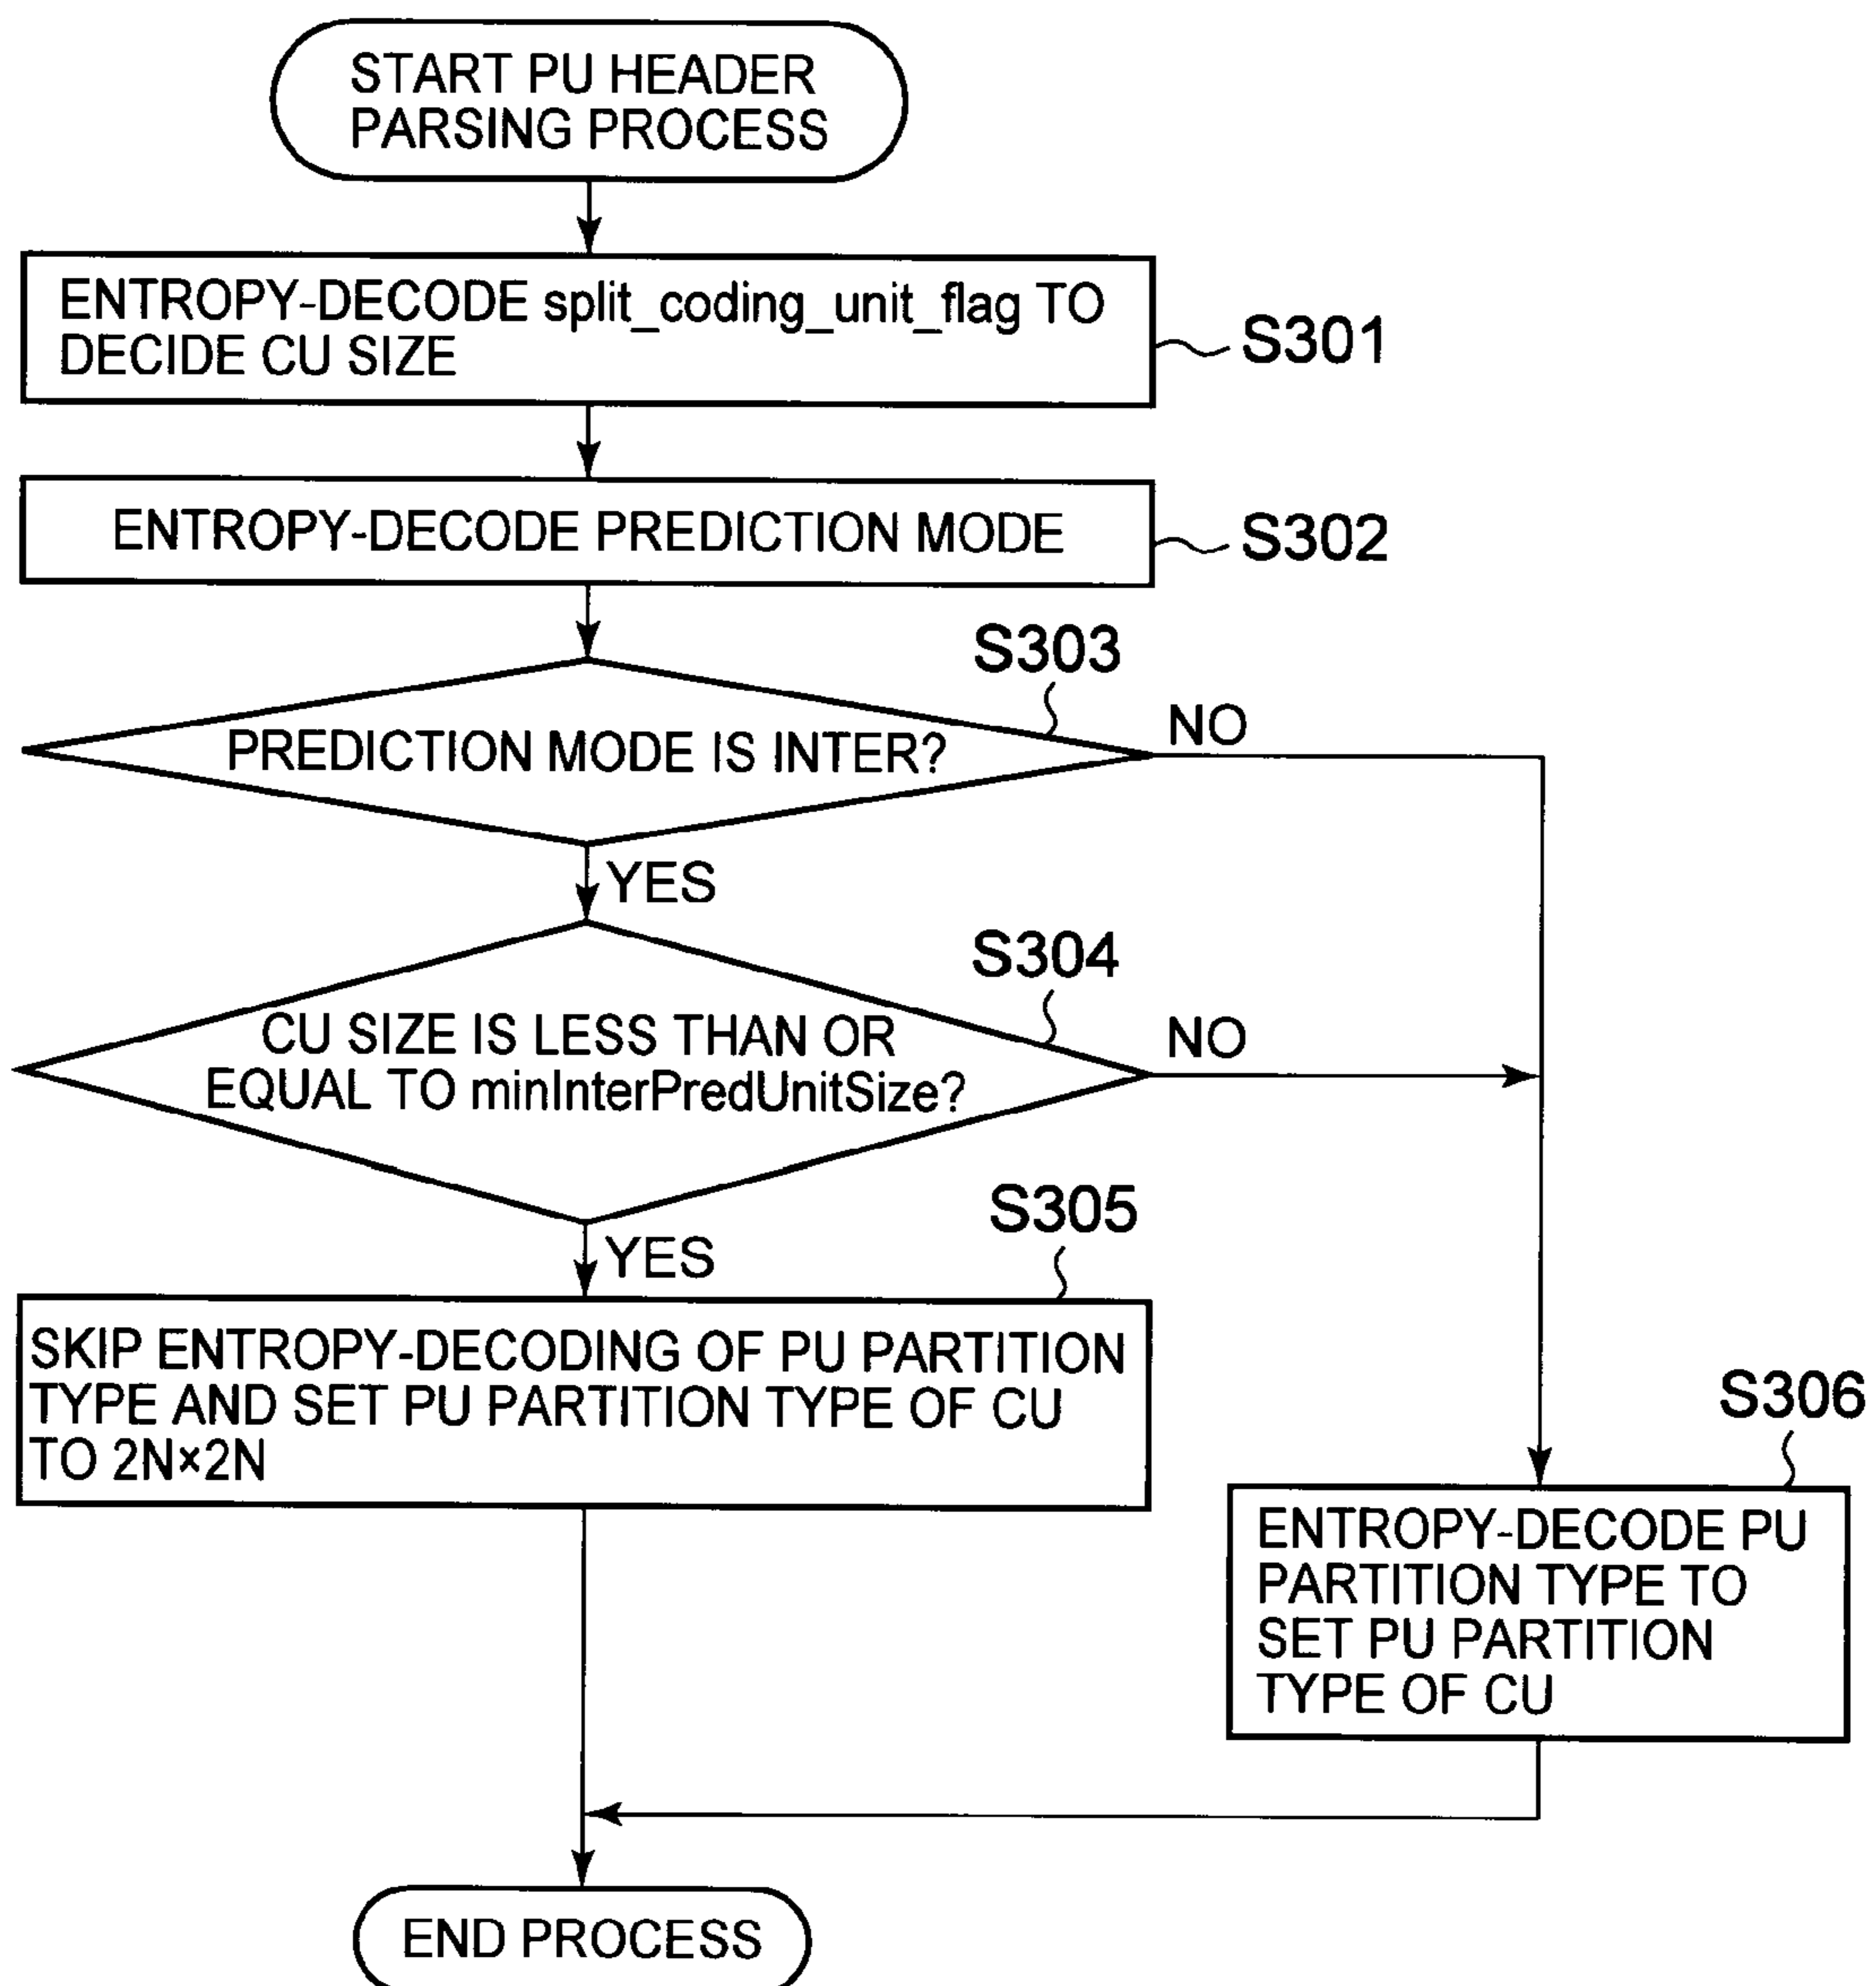 START PU HEADER
PARSING PROCESS
ENTROPY-DECODE split_coding_unit_flag TO
DECIDE CU SIZE
S301
ENTROPY-DECODE PREDICTION MODE
S302
S303
PREDICTION MODE IS INTER?
NO
YES
S304
CU SIZE IS LESS THAN OR
EQUAL TO minInterPredUnitSize?
NO
YES
S305
SKIP ENTROPY-DECODING OF PU PARTITION
TYPE AND SET PU PARTITION TYPE OF CU
TO 2N×2N
S306
ENTROPY-DECODE PU
PARTITION TYPE TO
SET PU PARTITION
TYPE OF CU
END PROCESS